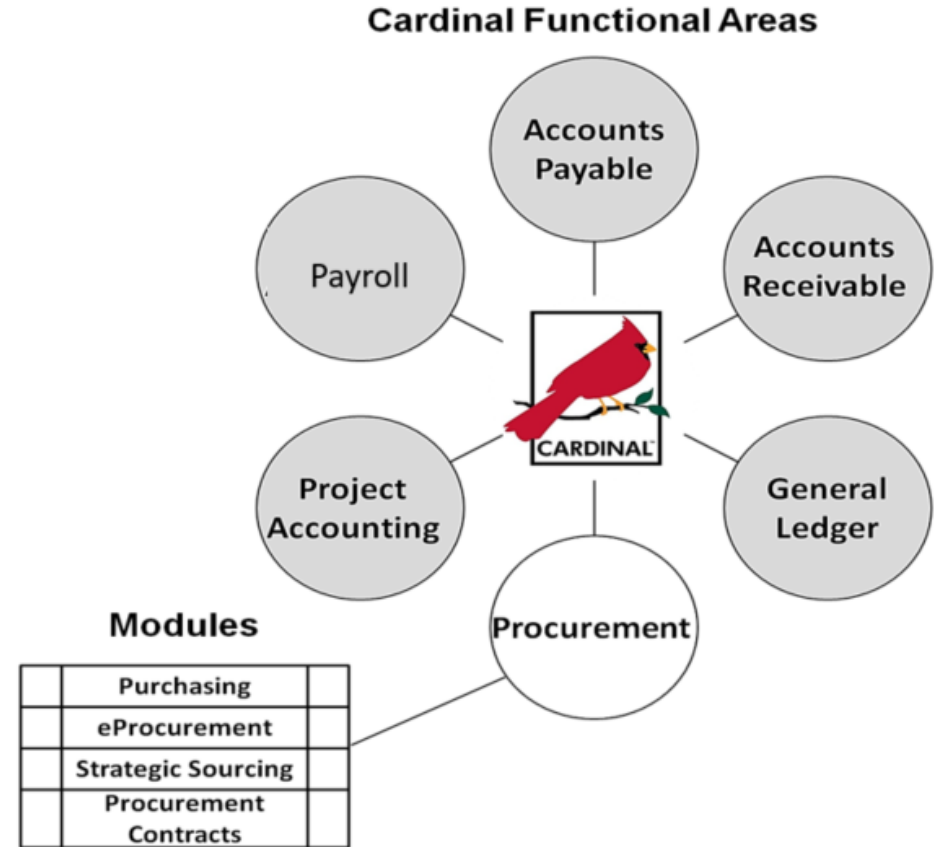 Cardinal Functional Areas
Accounts
Payable
Payroll
Accounts
Receivable
CARDINAL
Project
Accounting
General
Ledger
Procurement
Modules
Purchasing
eProcurement
Strategic Sourcing
Procurement
Contracts